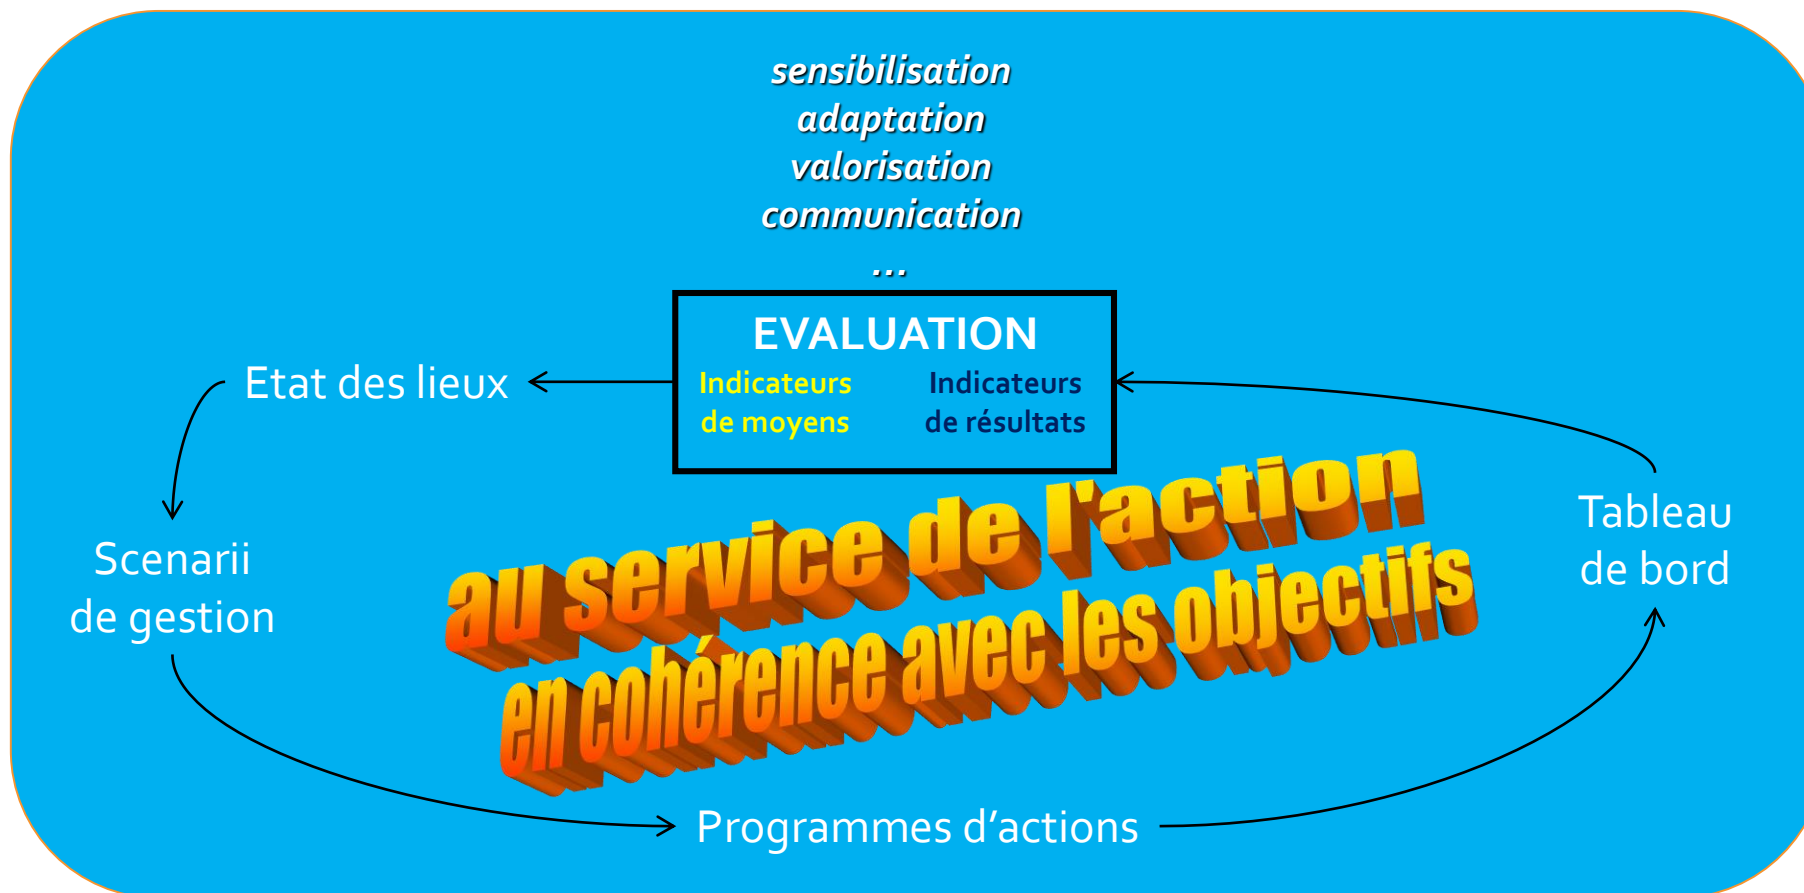 sensibilisation
adaptation
valorisation
communication
...
EVALUATION
Indicateurs
de moyens
Indicateurs
de résultats
Etat des lieux
Scenarii
de gestion
au service de l'action
en cohérence avec les objectifs
Tableau
de bord
Programmes d’actions